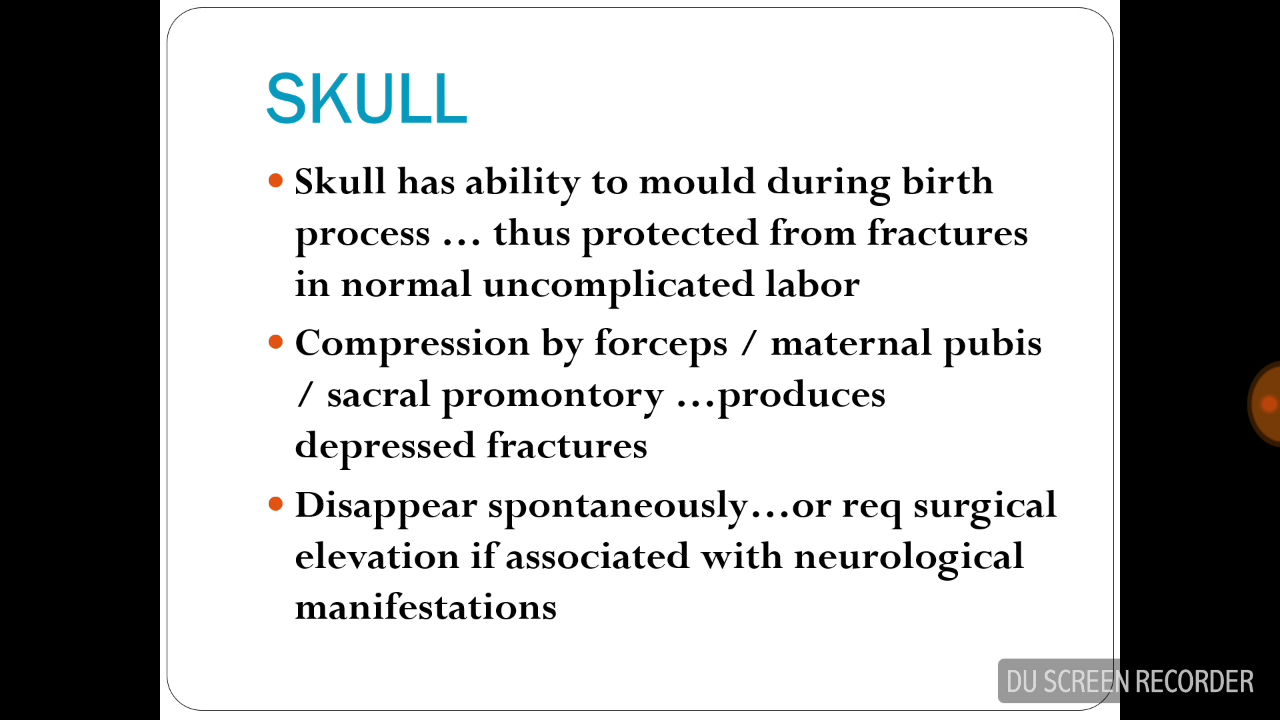 SKULL
• Skull has ability to mould during birth
process … thus protected from fractures
in normal uncomplicated labor
• Compression by forceps / maternal pubis
/ sacral promontory …produces
depressed fractures
• Disappear spontaneously…or req surgical
elevation if associated with neurological
manifestations
DU SCREEN RECORDER